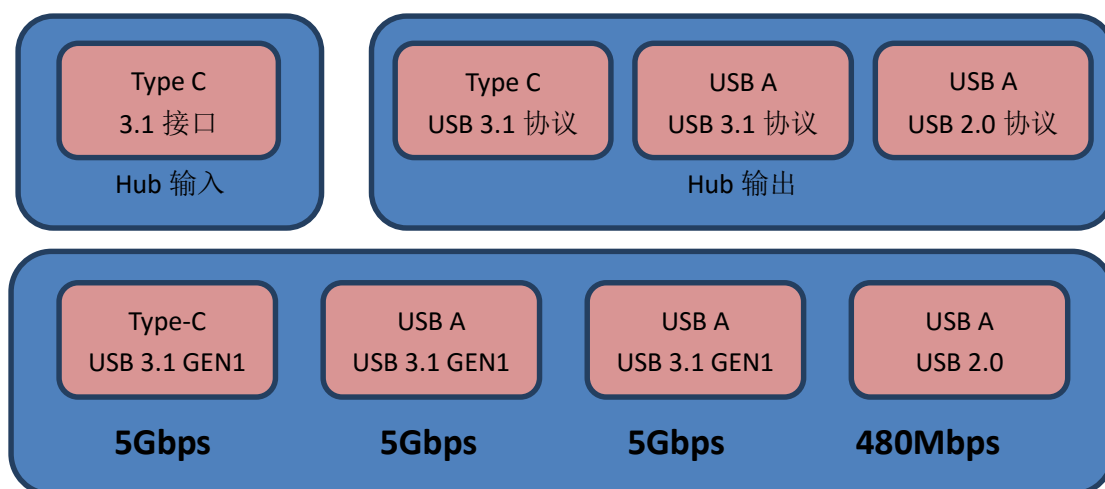 Type C
3.1 接口
Hub 输入
Type C
USB 3.1 协议
USB A
USB 3.1 协议
USB A
USB 2.0 协议
Hub 输出
Type-C
USB 3.1 GEN1
USB A
USB 3.1 GEN1
USB A
USB 3.1 GEN1
USB A
USB 2.0
5Gbps
5Gbps
5Gbps
480Mbps